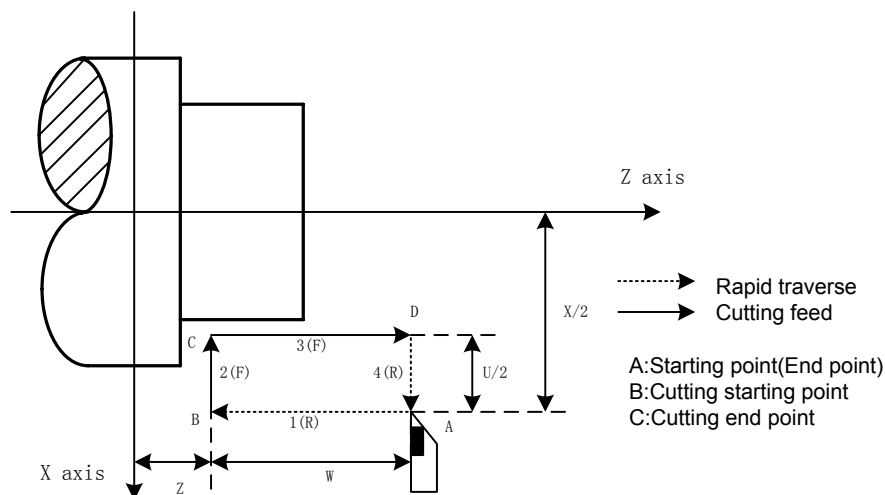 Z axis
X/2
Rapid traverse
Cutting feed
D
C
3(F)
2(F)
4(R)
U/2
A:Starting point(End point)
B:Cutting starting point
C:Cutting end point
B
1(R)
A
X axis
Z
W